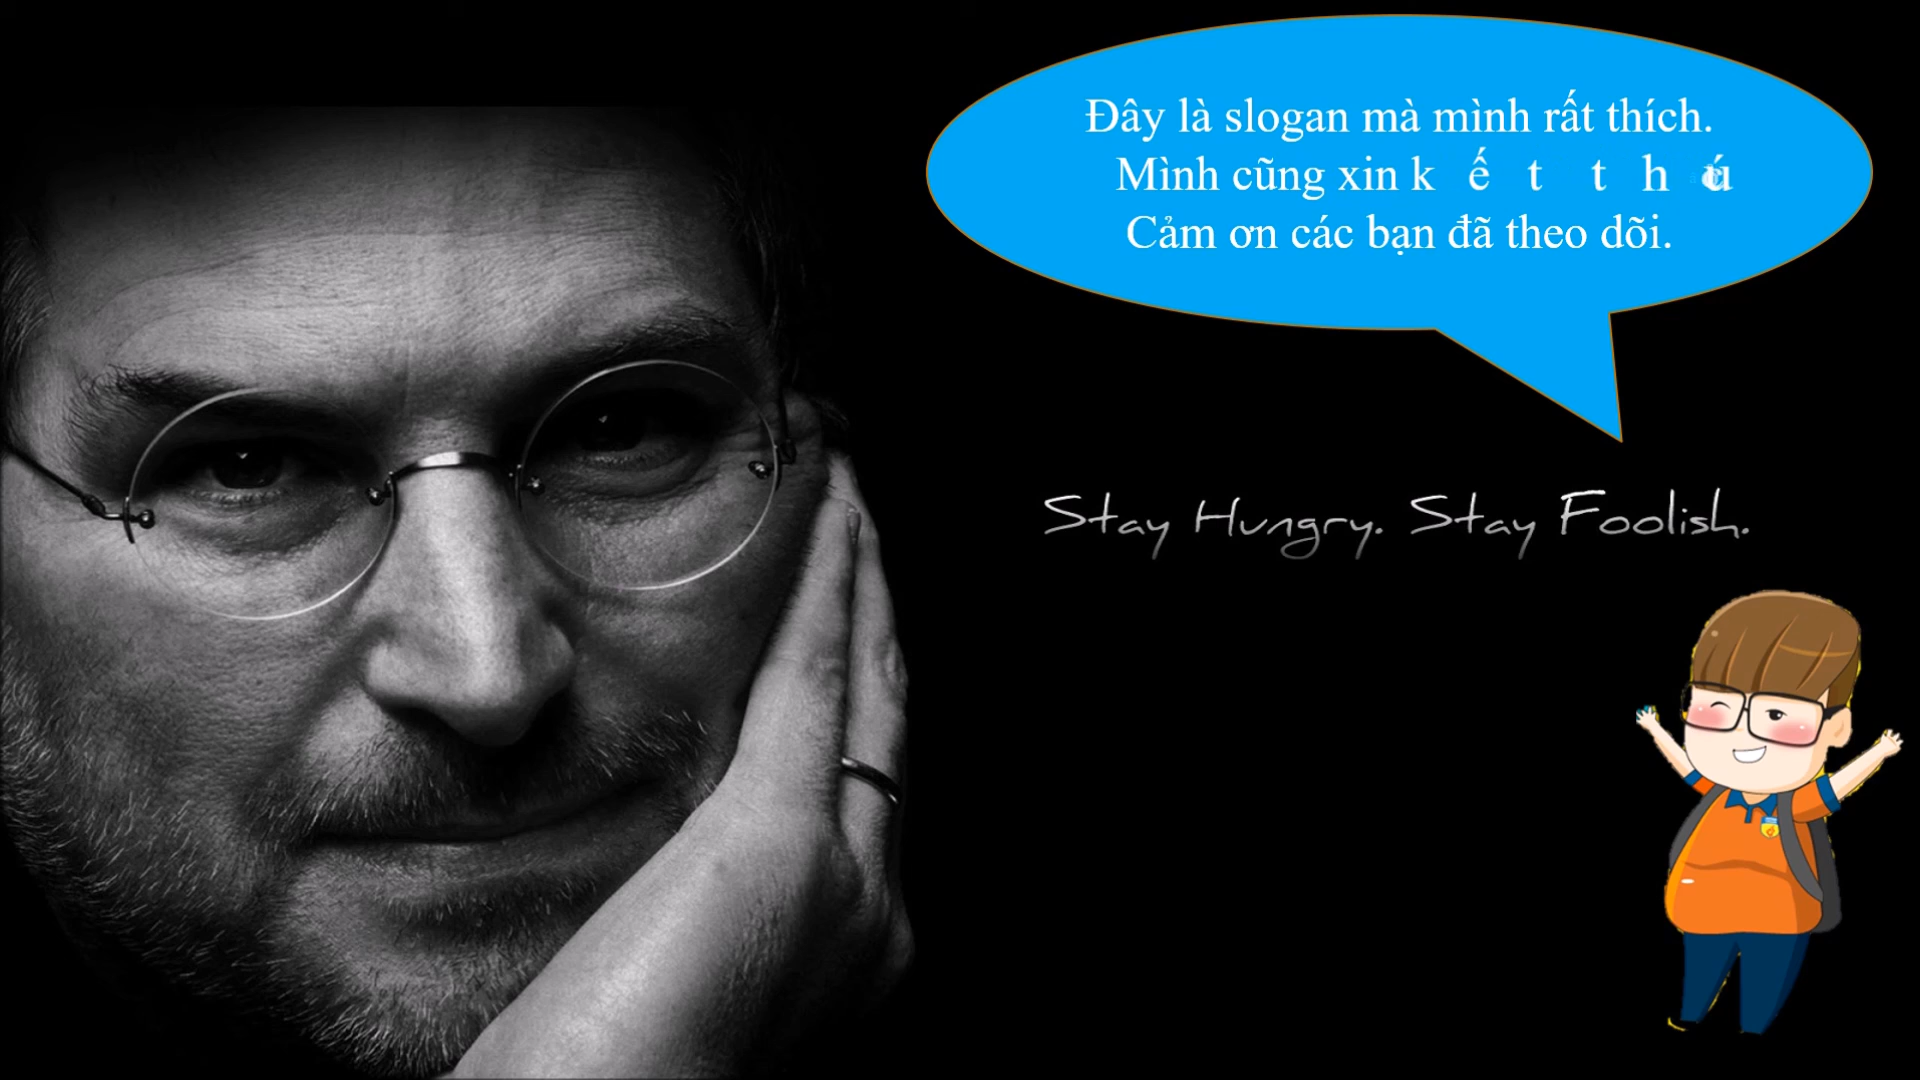 Đây là slogan mà mình rất thích.
Mình cũng xin k ế t t h
Cảm ơn các bạn đã theo dõi.
Stay Hungry. Stay Foolish.